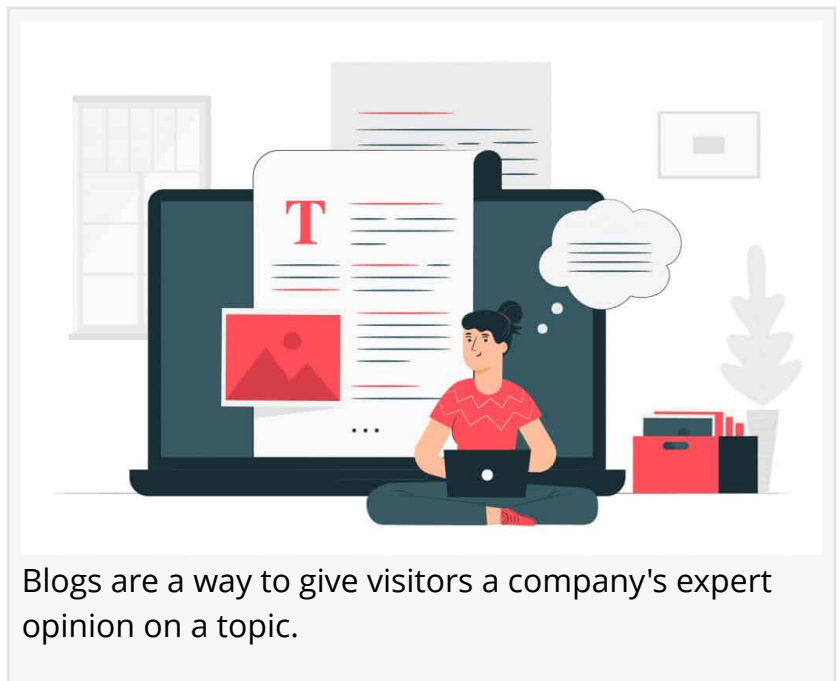 T
Blogs are a way to give visitors a company's expert
opinion on a topic.